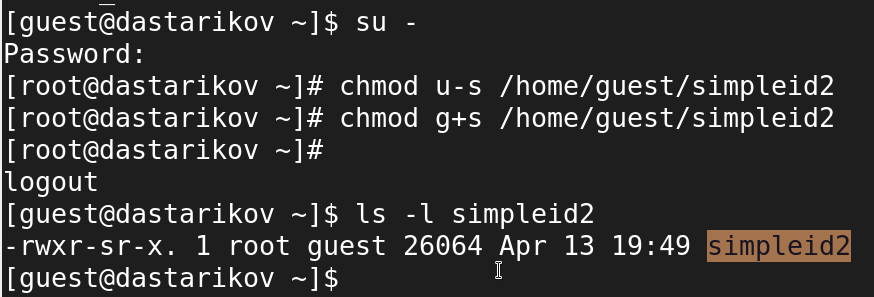 [guest@dastarikov ~]$ su -
Password:
[root@dastarikov ~]# chmod u-s /home/guest/simpleid2
[root@dastarikov ~]# chmod g+s /home/guest/simpleid2
[root@dastarikov ~]#
logout
[guest@dastarikov ~]$ ls -l simpleid2
-rwxr-sr-x. 1 root guest 26064 Apr 13 19:49 simpleid2
[guest@dastarikov ~]$